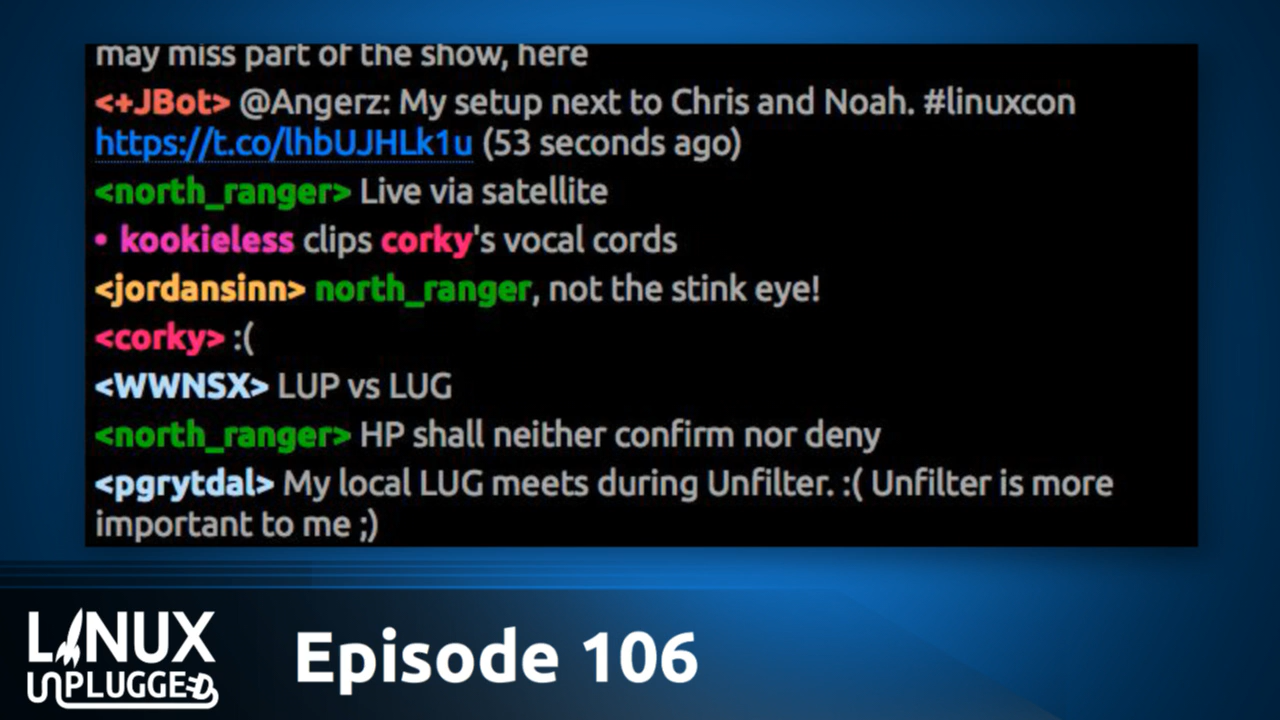 may miss part of the show, here
<+JBot> @Angerz: My setup next to Chris and Noah. #linuxcon
https://t.co/lhbUJHLk1u (53 seconds ago)
<north_ranger> Live via satellite
• kookieless clips corky's vocal cords
<jordansinn> north_ranger, not the stink eye!
<corky> :(
<WWNSX> LUP vs LUG
<north_ranger> HP shall neither confirm nor deny
<pgrytdal> My local LUG meets during Unfilter. :( Unfilter is more
important to me ;)
LINUX
UNPLUGGED
Episode 106